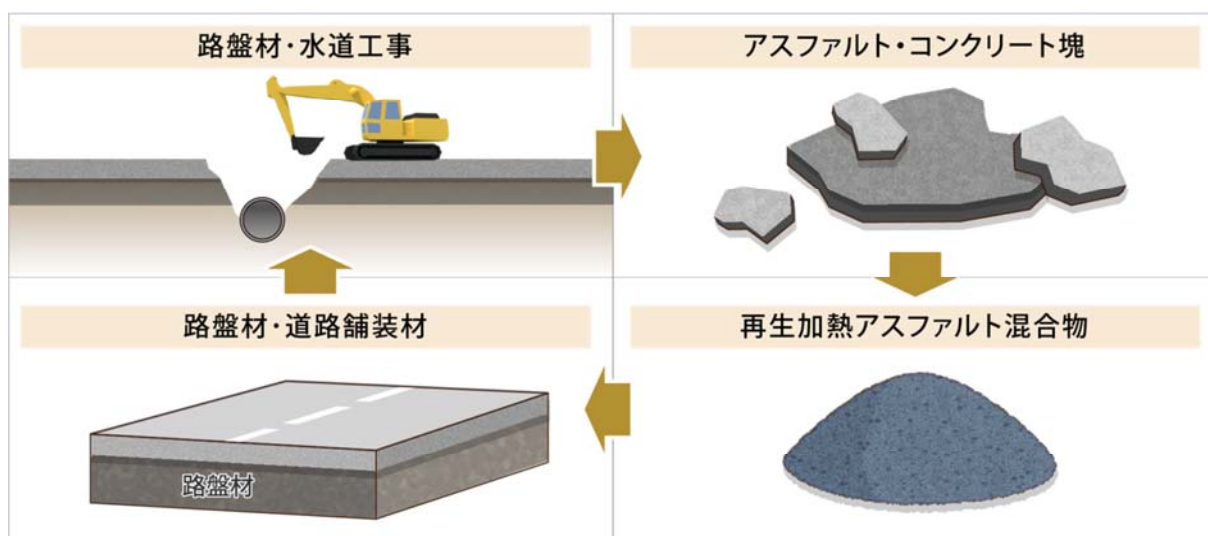 路盤材・水道工事
アスファルト・コンクリート塊
路盤材・道路舗装材
再生加熱アスファルト混合物
路盤材